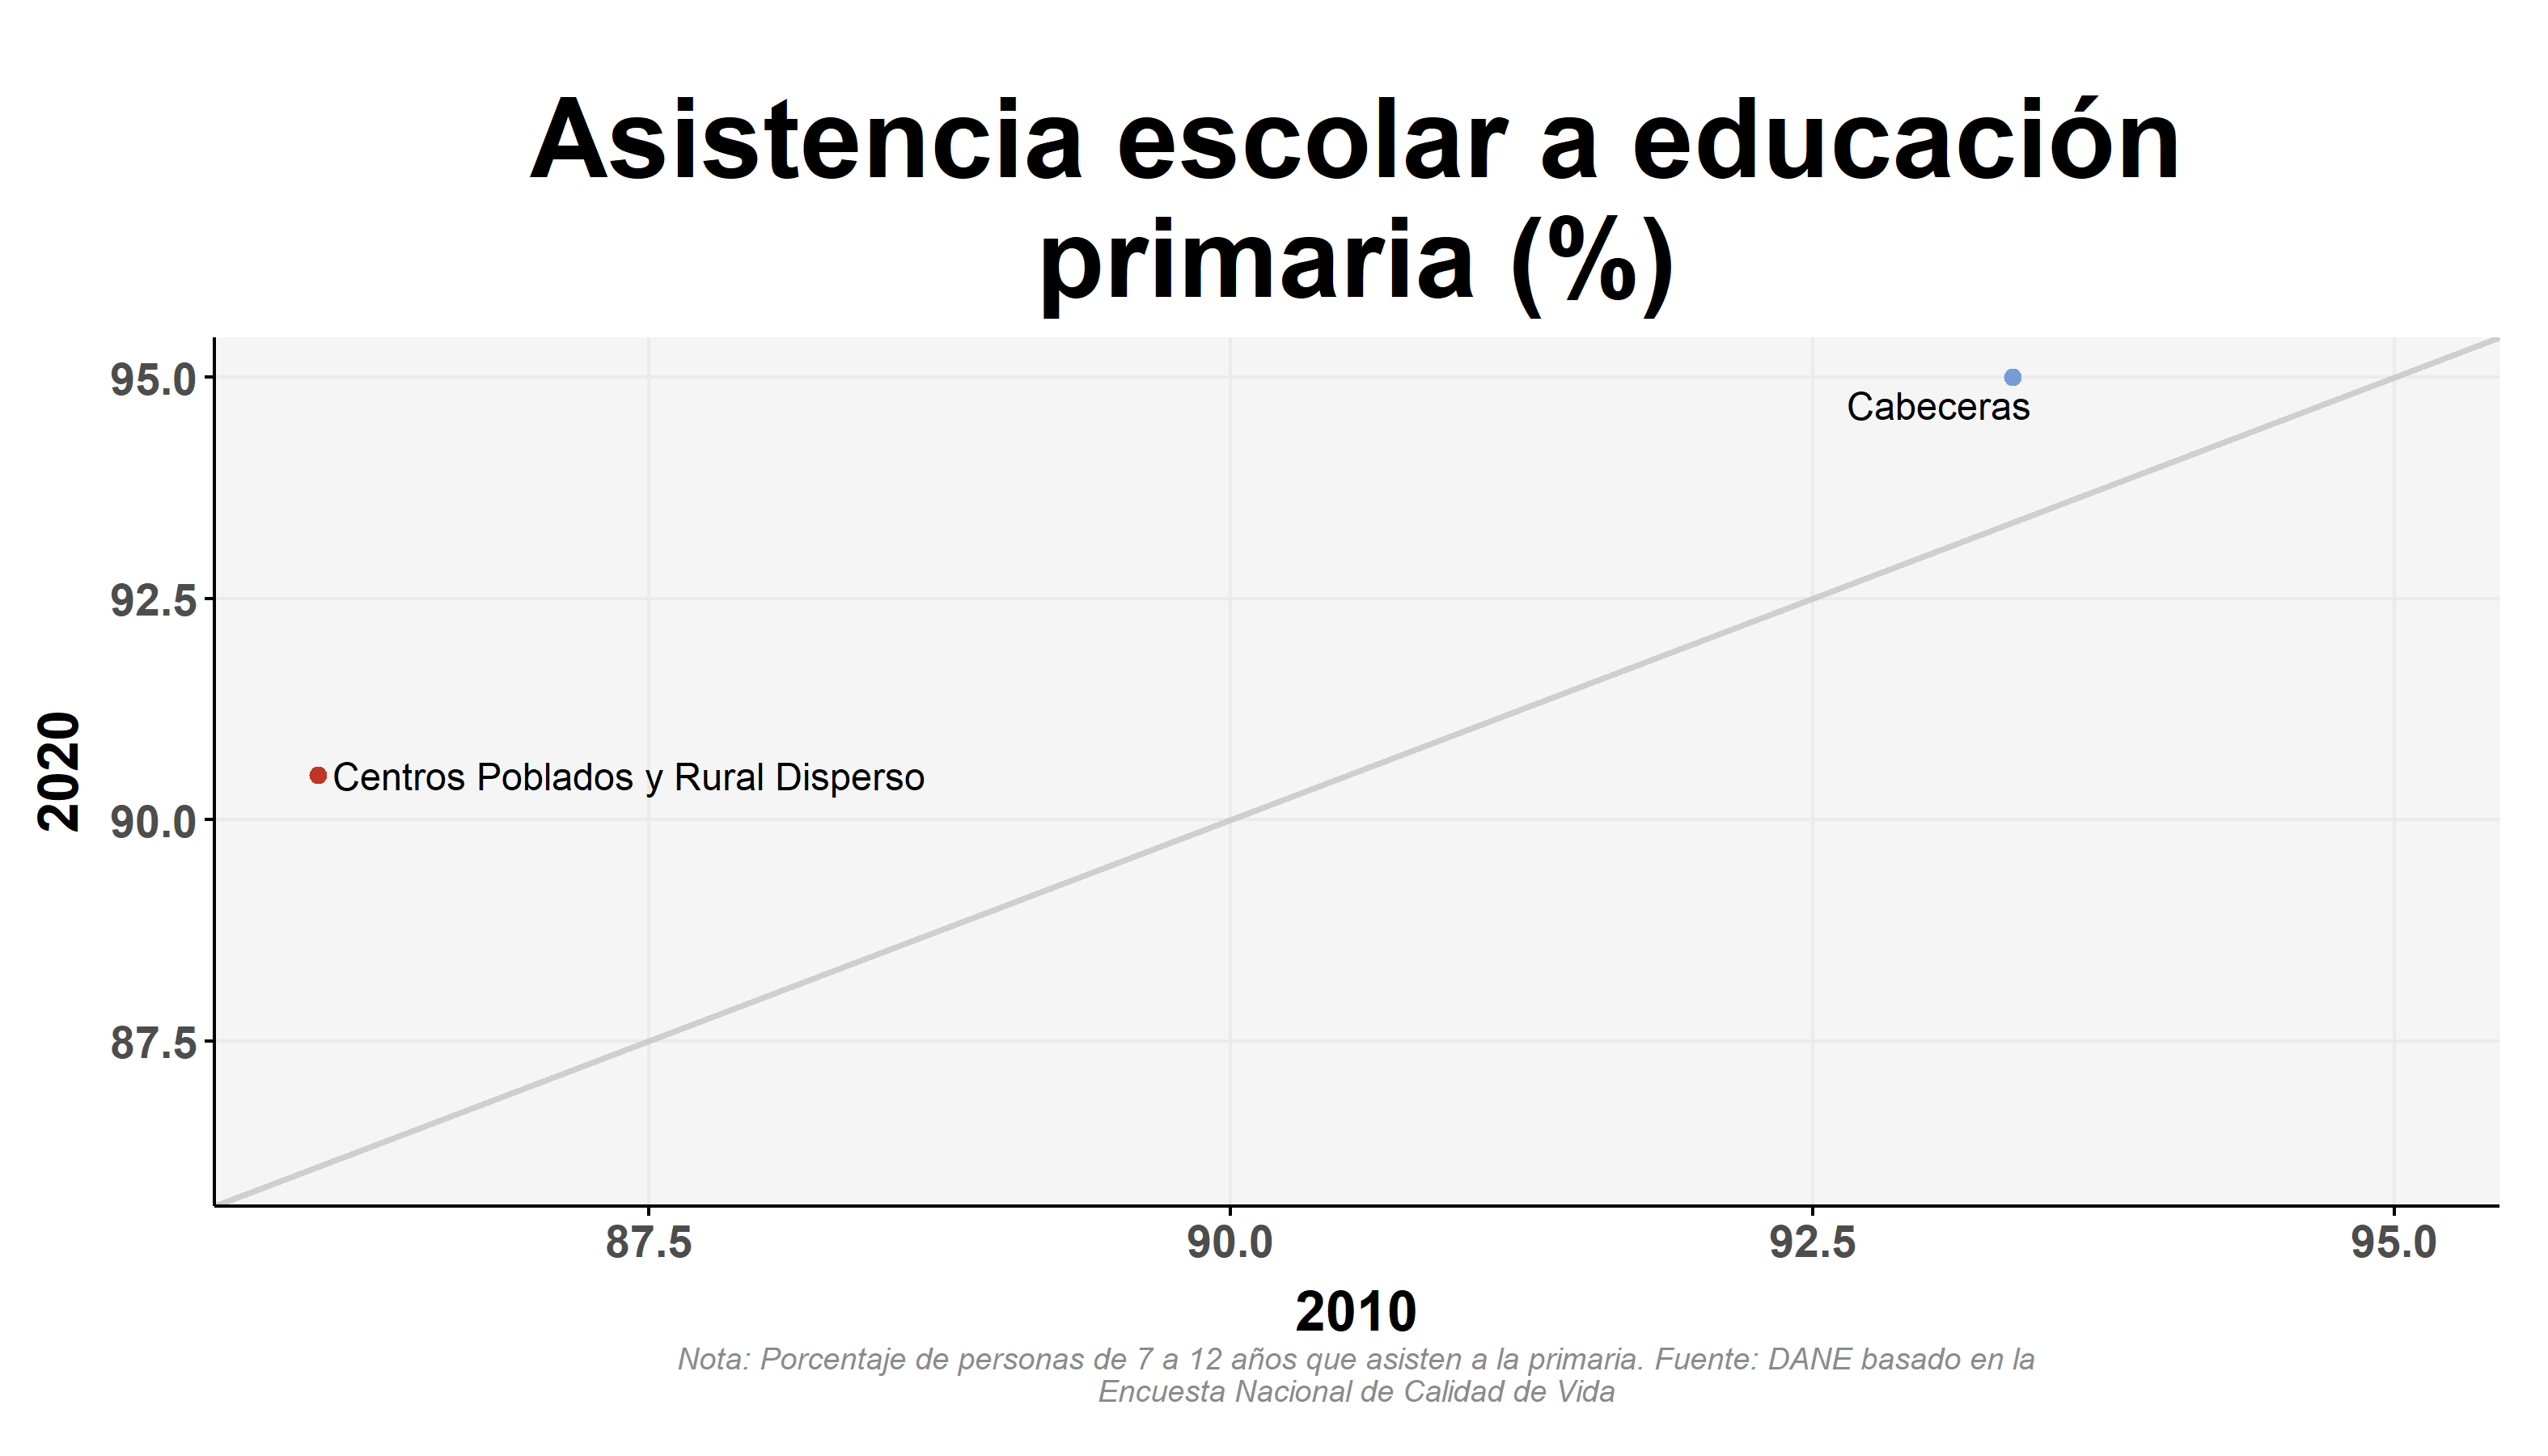 Asistencia escolar a educación
primaria (%)
95.0
Cabeceras
92.5
2020
Centros Poblados y Rural Disperso
90.0
87.5
87.5
90.0
92.5
95.0
2010
Nota: Porcentaje de personas de 7 a 12 años que asisten a la primaria. Fuente: DANE basado en la
Encuesta Nacional de Calidad de Vida